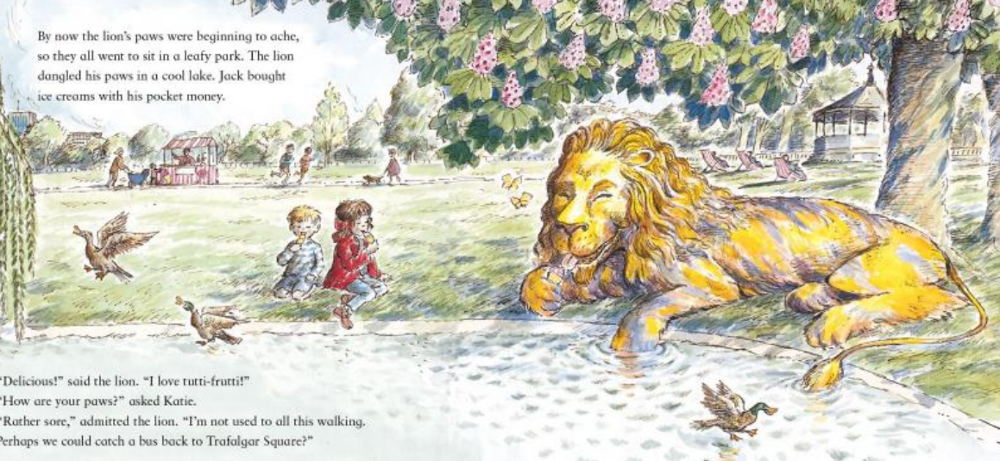 By now the lion's paws were beginning to ache,
so they all went to sit in a leafy park. The lion
dangled his paws in a cool lake. Jack bought
ice creams with his pocket money.
"Delicious!" said the lion. "I love tutti-frutti!"
"How are your paws?" asked Katie.
"Rather sore," admitted the lion. "I'm not used to all this walking.
Perhaps we could catch a bus back to Trafalgar Square?"